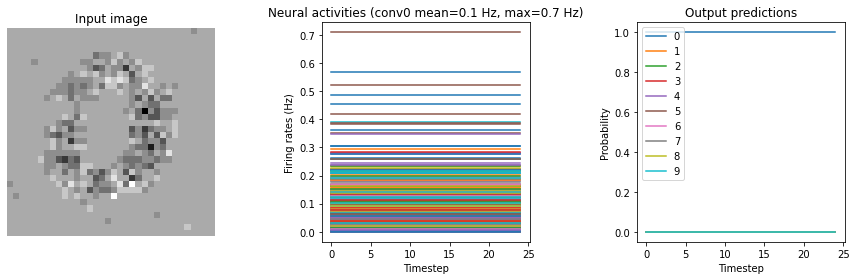 Input image
Neural activities (conv0 mean=0.1 Hz, max=0.7 Hz)
Output predictions
Firing rates (Hz)
0.7
0.6
0.5
0.4
0.3
0.2
0.1
0.0
0 5 10 15 20 25
Timestep
Probability
1.0
0.8
0.6
0.4
0.2
0.0
0
1
2
3
4
5
6
7
8
9
0 5 10 15 20 25
Timestep